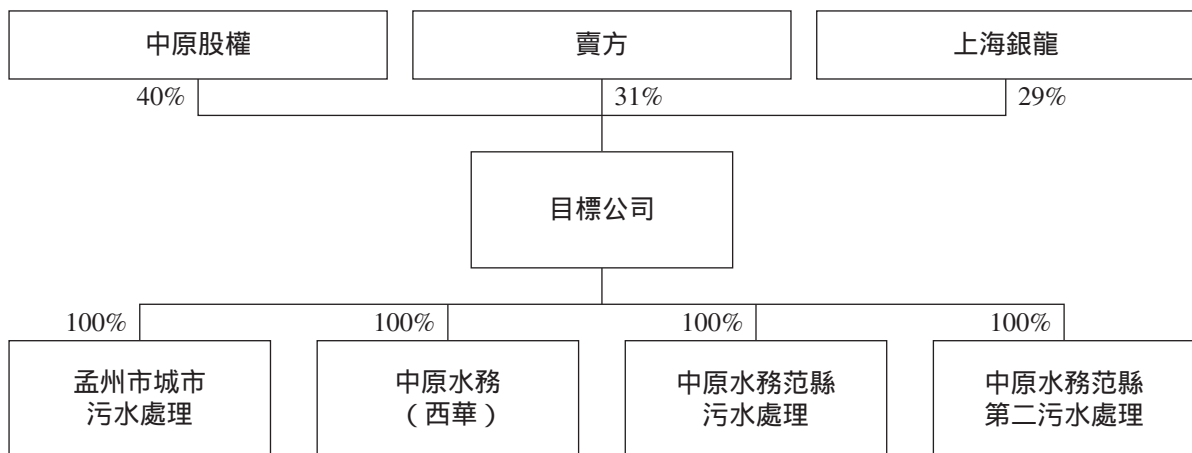 中原股權
賣方
上海銀龍
40%
31%
29%
目標公司
100%
100%
100%
100%
孟州市城市
污水處理
中原水務
（西華）
中原水務范縣
污水處理
中原水務范縣
第二污水處理